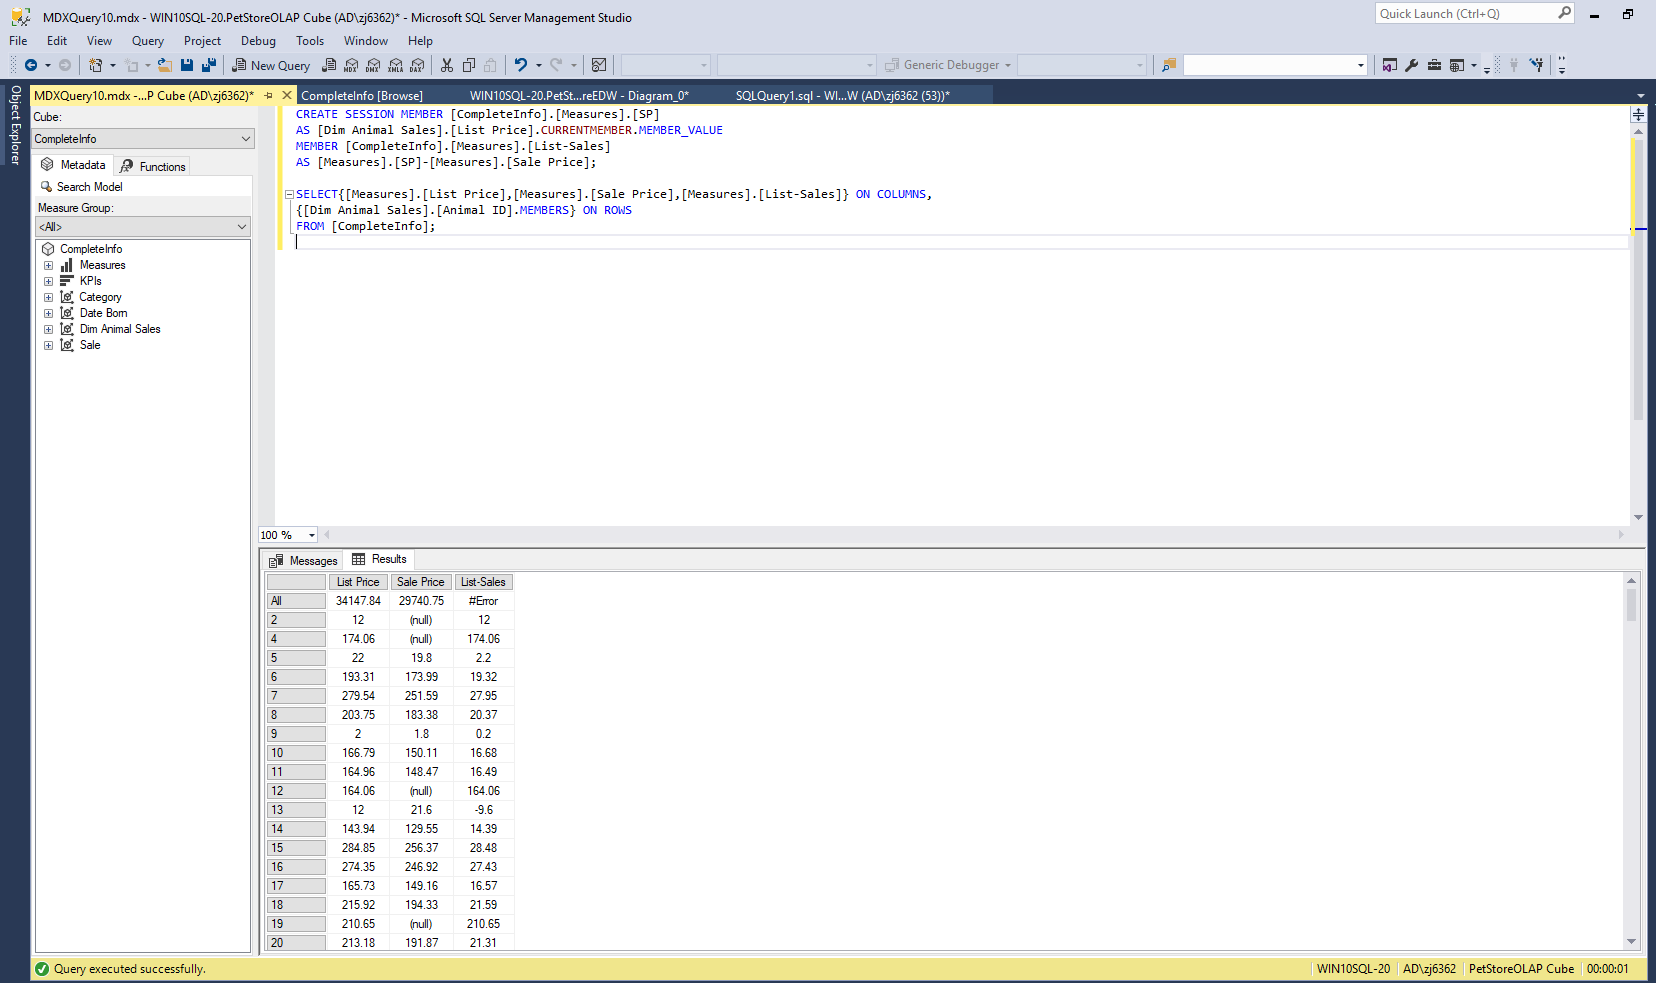 MDXQuery10.mdx - WIN10SQL-20.PetStoreOLAP Cube (AD\zj6362)* - Microsoft SQL Server Management Studio
Quick Launch (Ctrl+Q)
File Edit View Query Project Debug Tools Window Help
New Query MDX DMX XMLA DAX Generic Debugger
Object Explorer
MDXQuery10.mdx -...P Cube (AD\zj6362)* CompleteInfo [Browse] WIN10SQL-20.PetSt...reEDW - Diagram_0* SQLQuery1.sql - WI...W (AD\zj6362 (53))*
Cube:
CompleteInfo
Metadata Functions
Search Model
Measure Group:
<All>
CompleteInfo
Measures
KPIs
Category
Date Born
Dim Animal Sales
Sale
CREATE SESSION MEMBER [CompleteInfo].[Measures].[SP]
AS [Dim Animal Sales].[List Price].CURRENTMEMBER.MEMBER_VALUE
MEMBER [CompleteInfo].[Measures].[List-Sales]
AS [Measures].[SP]-[Measures].[Sale Price];
SELECT{[Measures].[List Price],[Measures].[Sale Price],[Measures].[List-Sales]} ON COLUMNS,
{[Dim Animal Sales].[Animal ID].MEMBERS} ON ROWS
FROM [CompleteInfo];
100 %
Messages Results
List Price Sale Price List-Sales
All 34147.84 29740.75 #Error
2 12 (null) 12
4 174.06 (null) 174.06
5 22 19.8 2.2
6 193.31 173.99 19.32
7 279.54 251.59 27.95
8 203.75 183.38 20.37
9 2 1.8 0.2
10 166.79 150.11 16.68
11 164.96 148.47 16.49
12 164.06 (null) 164.06
13 12 21.6 -9.6
14 143.94 129.55 14.39
15 284.85 256.37 28.48
16 274.35 246.92 27.43
17 165.73 149.16 16.57
18 215.92 194.33 21.59
19 210.65 (null) 210.65
20 213.18 191.87 21.31
Query executed successfully.
WIN10SQL-20 AD\zj6362 PetStoreOLAP Cube 00:00:01